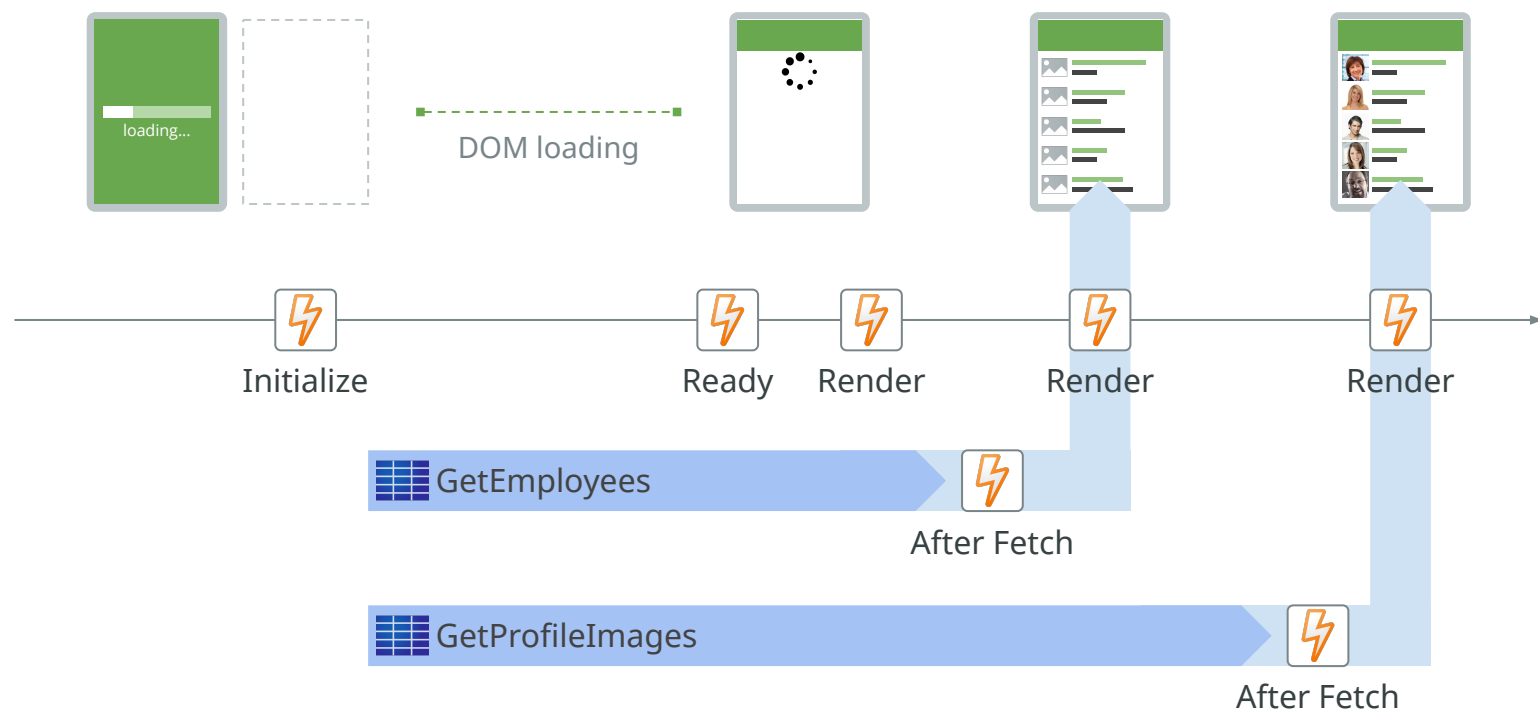 loading...
DOM loading
Initialize
Ready
Render
Render
Render
GetEmployees
After Fetch
GetProfileImages
After Fetch